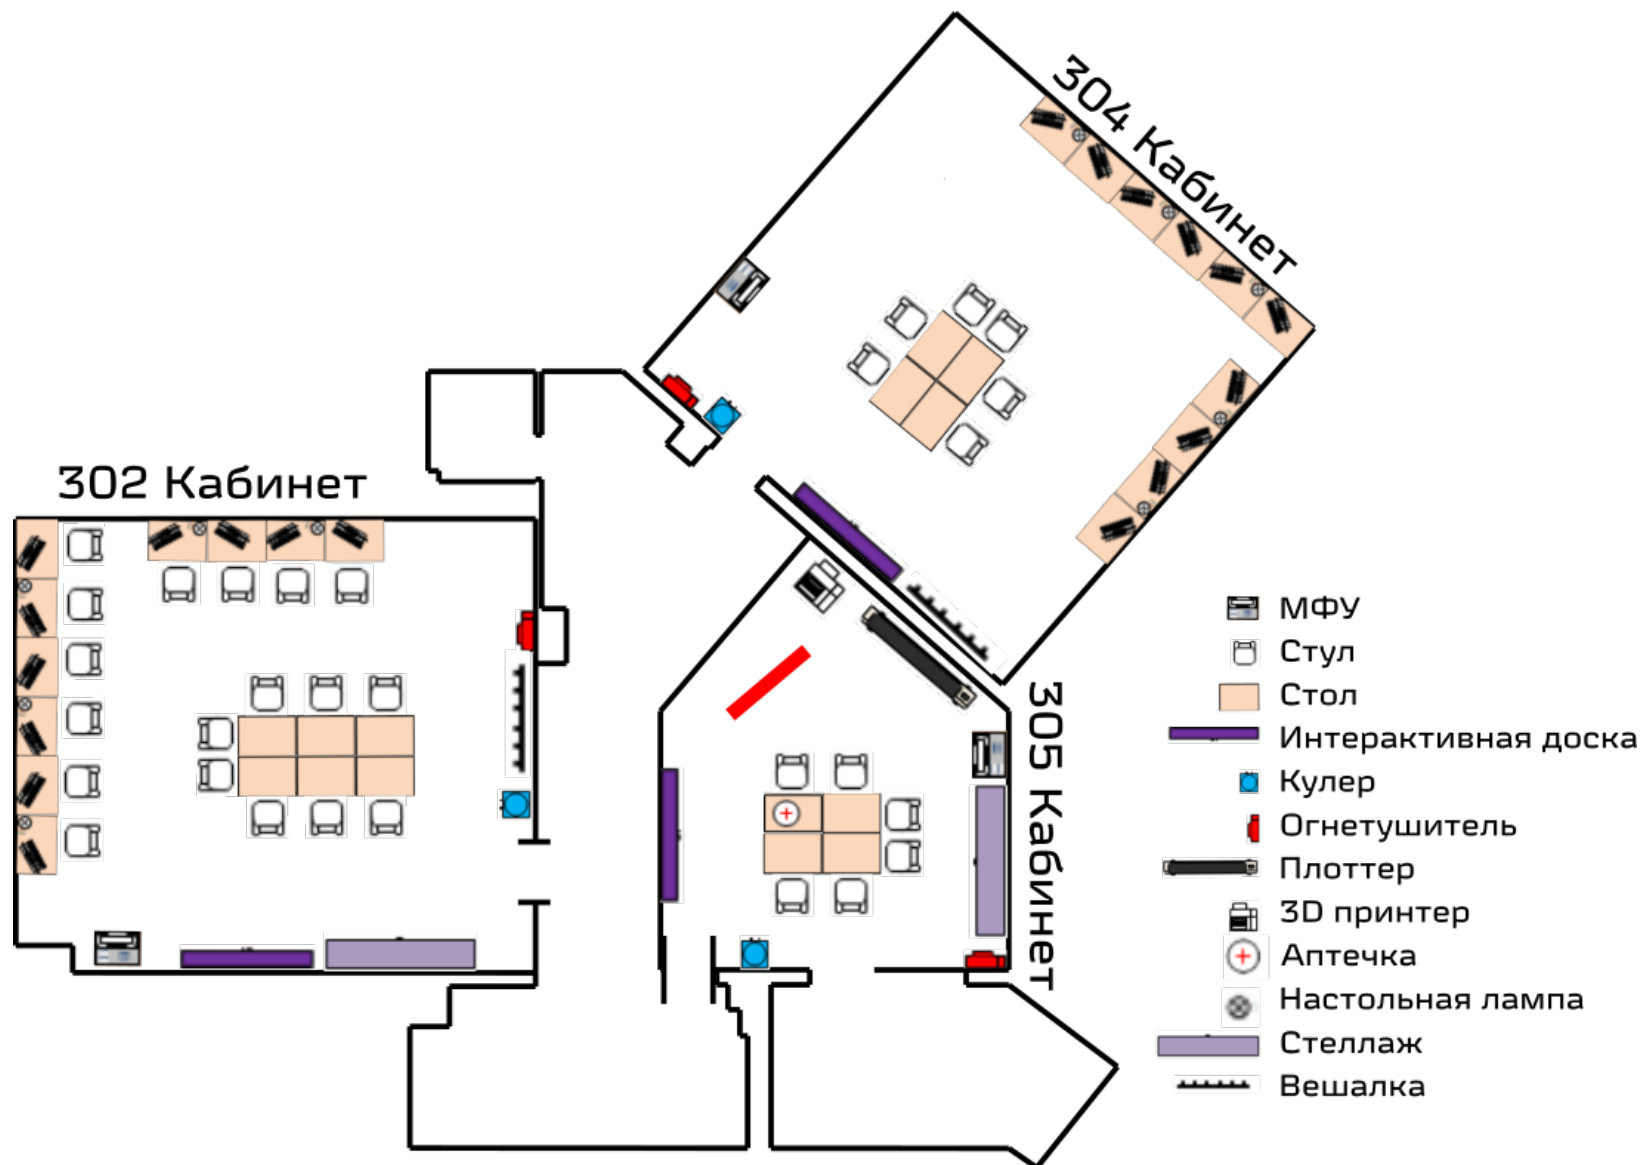 304 Кабинет
302 Кабинет
305 Кабинет
МФУ
Стул
Стол
Интерактивная доска
Кулер
Огнетушитель
Плоттер
3D принтер
Аптечка
Настольная лампа
Стеллаж
Вешалка